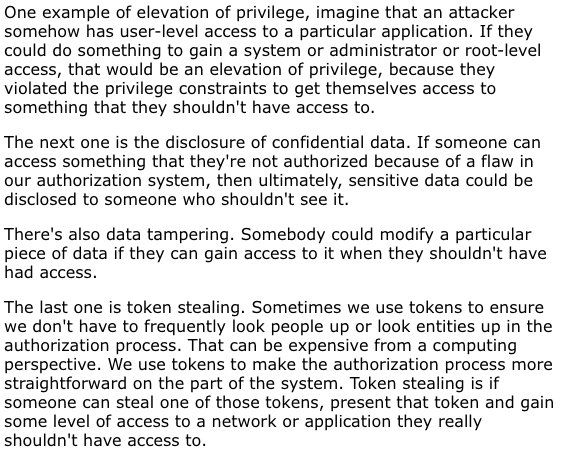 One example of elevation of privilege, imagine that an attacker
somehow has user-level access to a particular application. If they
could do something to gain a system or administrator or root-level
access, that would be an elevation of privilege, because they
violated the privilege constraints to get themselves access to
something that they shouldn't have access to.
The next one is the disclosure of confidential data. If someone can
access something that they're not authorized because of a flaw in
our authorization system, then ultimately, sensitive data could be
disclosed to someone who shouldn't see it.
There's also data tampering. Somebody could modify a particular
piece of data if they can gain access to it when they shouldn't have
had access.
The last one is token stealing. Sometimes we use tokens to ensure
we don't have to frequently look people up or look entities up in the
authorization process. That can be expensive from a computing
perspective. We use tokens to make the authorization process more
straightforward on the part of the system. Token stealing is if
someone can steal one of those tokens, present that token and gain
some level of access to a network or application they really
shouldn't have access to.